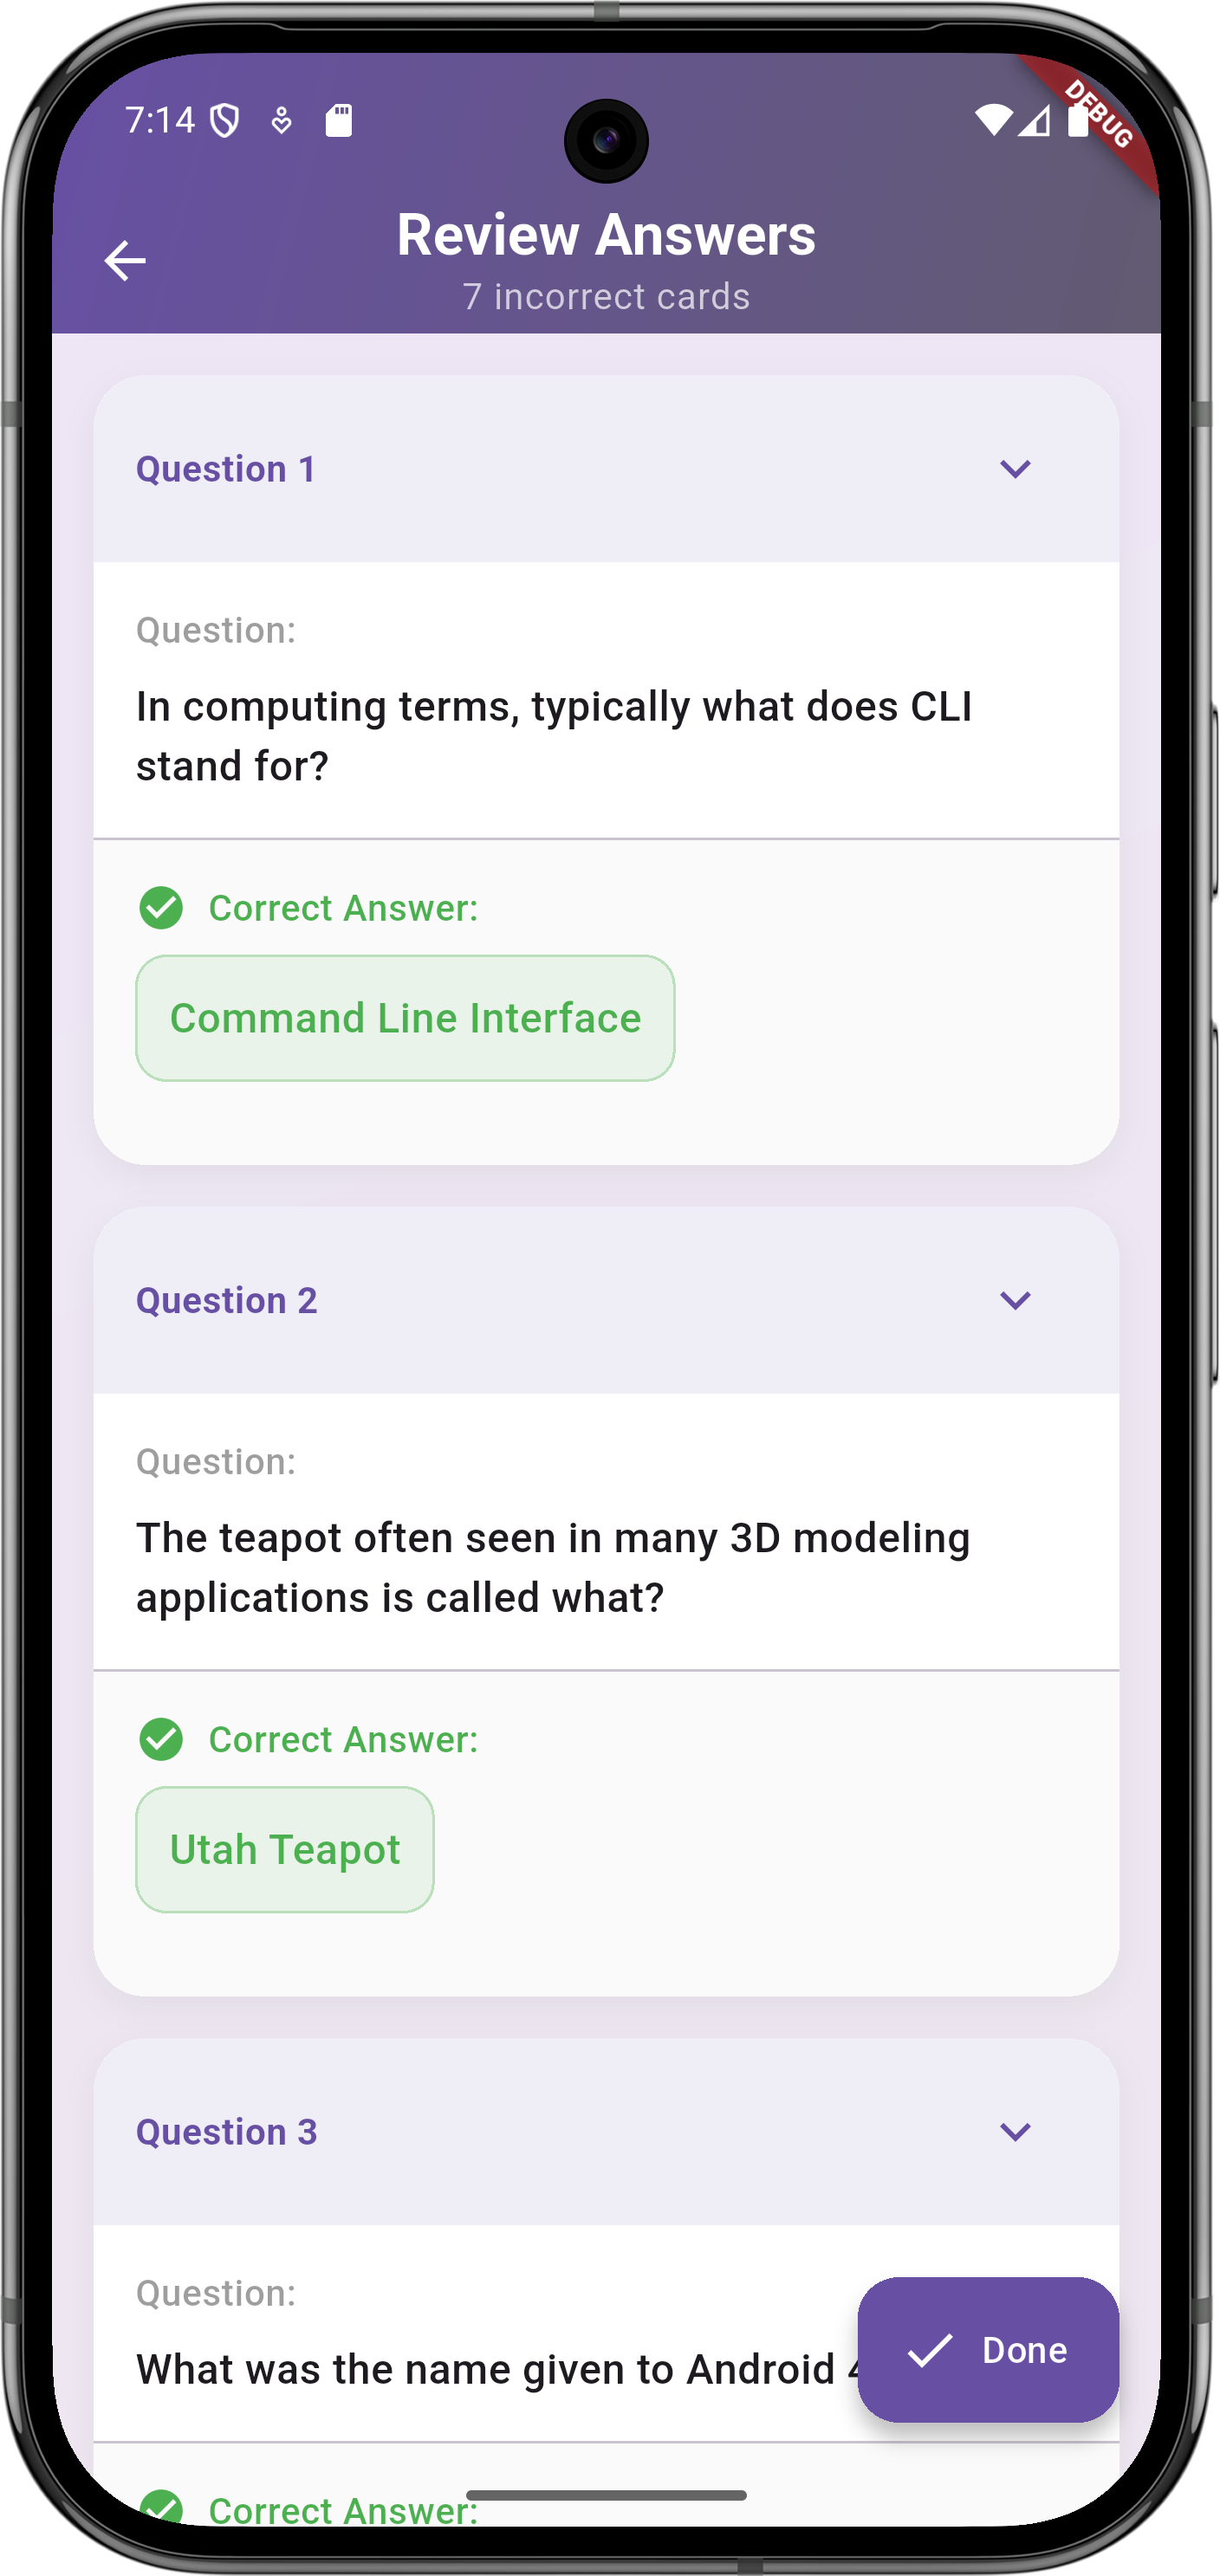 7:14
DEBUG
Review Answers
7 incorrect cards
Question 1
Question:
In computing terms, typically what does CLI
stand for?
Correct Answer:
Command Line Interface
Question 2
Question:
The teapot often seen in many 3D modeling
applications is called what?
Correct Answer:
Utah Teapot
Question 3
Question:
What was the name given to Android
Done
Correct Answer: